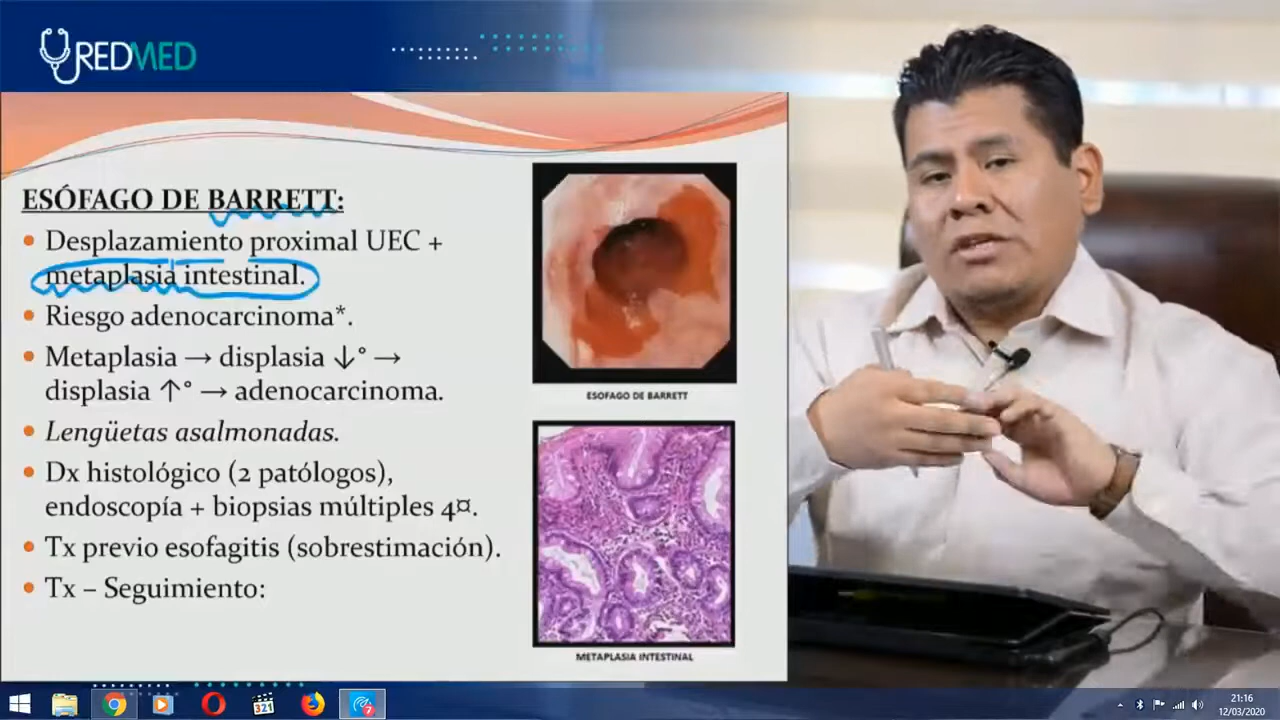 REDMED
ESÓFAGO DE BARRETT:
• Desplazamiento proximal UEC +
metaplasia intestinal.
• Riesgo adenocarcinoma*.
• Metaplasia → displasia ↓° →
displasia ↑° → adenocarcinoma.
• Lengüetas asalmonadas.
• Dx histológico (2 patólogos),
endoscopía + biopsias múltiples 4¤.
• Tx previo esofagitis (sobrestimación).
• Tx – Seguimiento:
ESOFAGO DE BARRETT
METAPLASIA INTESTINAL
321
7
21:16
12/03/2020